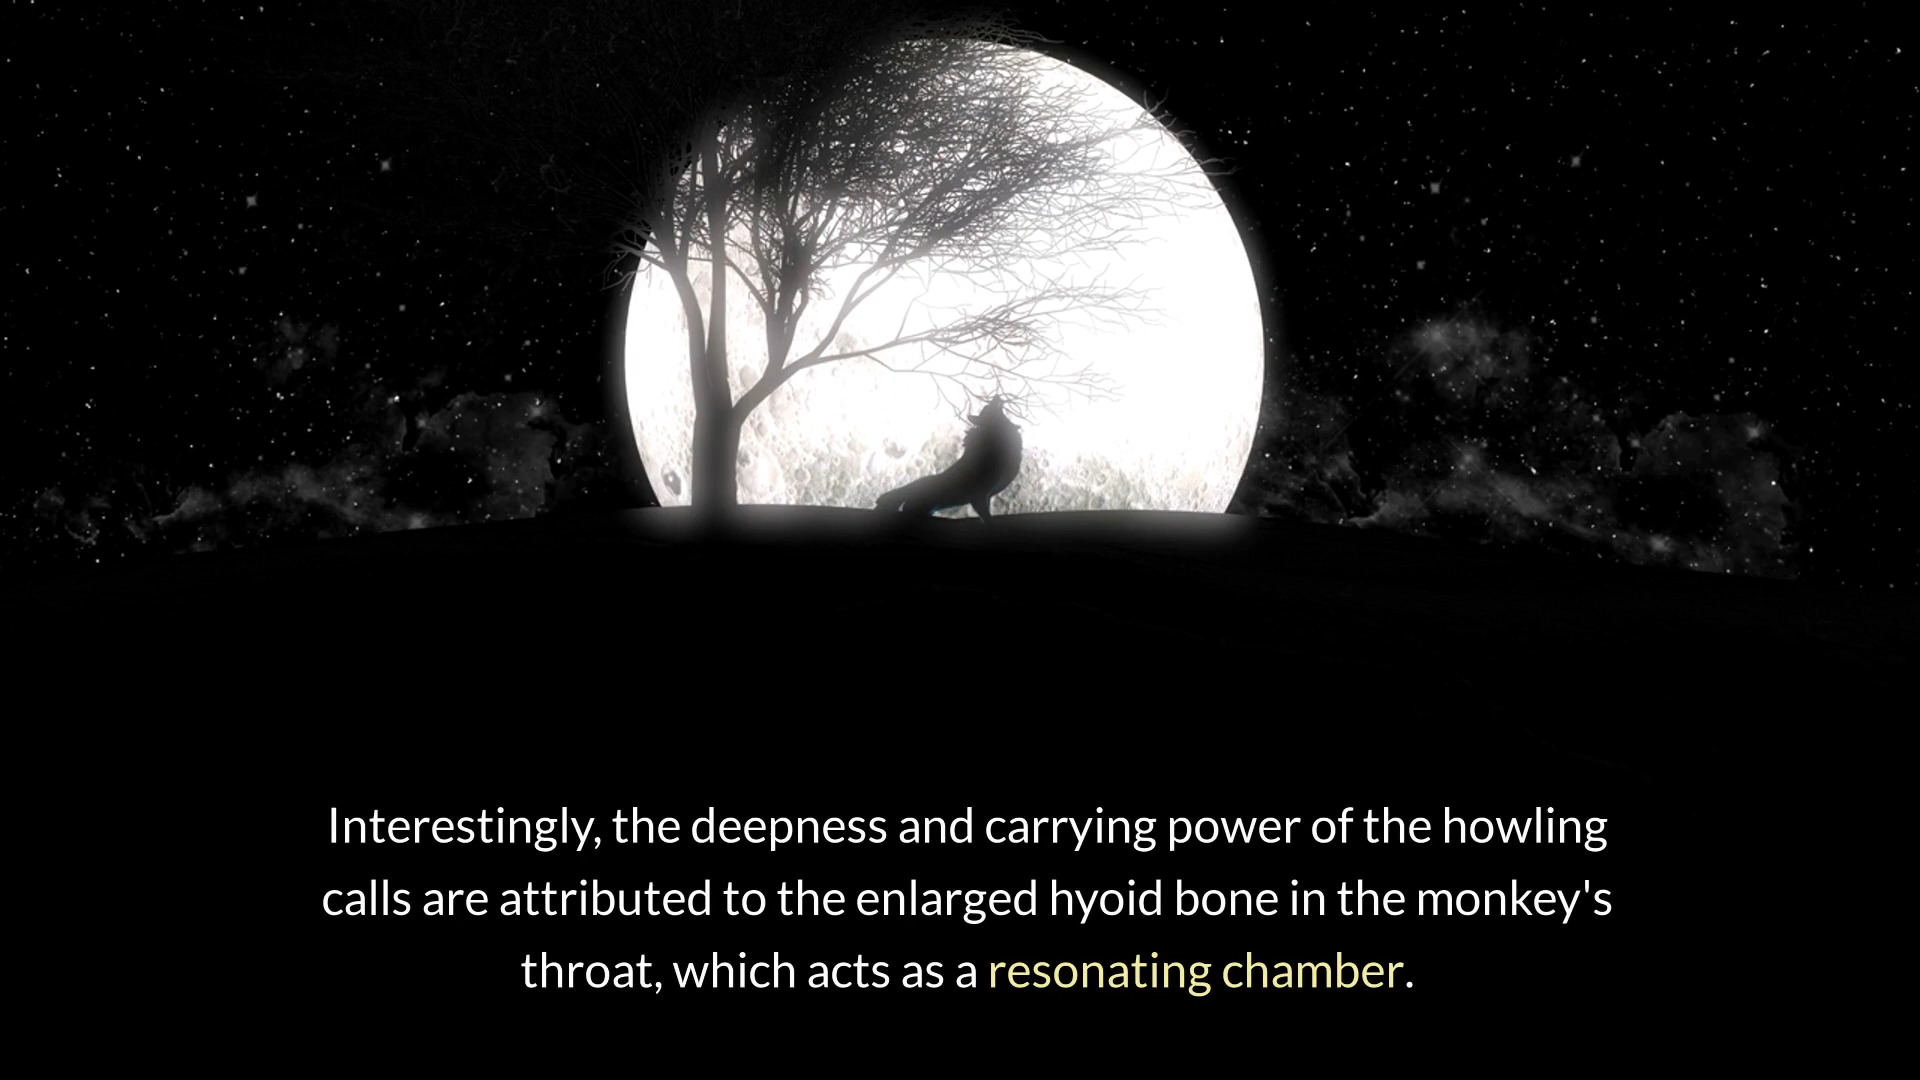 Interestingly, the deepness and carrying power of the howling
calls are attributed to the enlarged hyoid bone in the monkey's
throat, which acts as a resonating chamber.